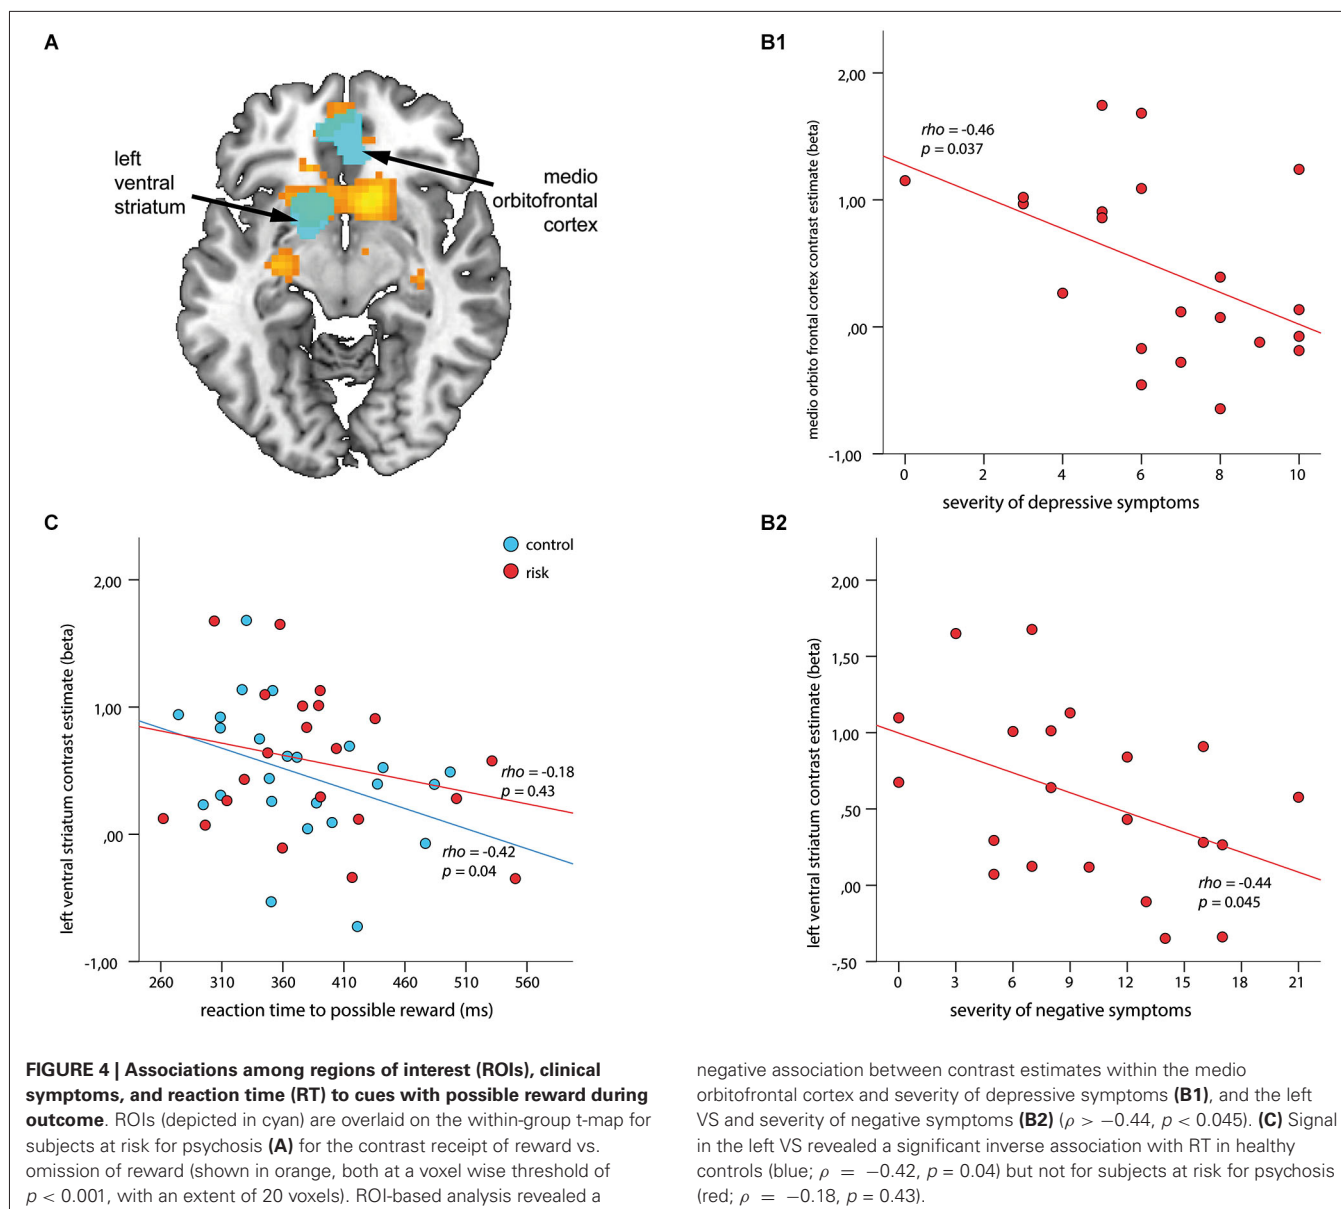 A
left
ventral
striatum
medio
orbitofrontal
cortex
B1
2,00
1,00
,00
-1,00
medio orbito frontal cortex contrast estimate (beta)
rho = -0.46
p = 0.037
0 2 4 6 8 10
severity of depressive symptoms
C
control
risk
2,00
1,00
,00
-1,00
left ventral striatum contrast estimate (beta)
rho = -0.18
p = 0.43
rho = -0.42
p = 0.04
260 310 360 410 460 510 560
reaction time to possible reward (ms)
B2
2,00
1,50
1,00
,50
,00
-,50
left ventral striatum contrast estimate (beta)
rho = -0.44
p = 0.045
0 3 6 9 12 15 18 21
severity of negative symptoms
FIGURE 4 | Associations among regions of interest (ROIs), clinical
symptoms, and reaction time (RT) to cues with possible reward during
outcome. ROIs (depicted in cyan) are overlaid on the within-group t-map for
subjects at risk for psychosis (A) for the contrast receipt of reward vs.
omission of reward (shown in orange, both at a voxel wise threshold of
p < 0.001, with an extent of 20 voxels). ROI-based analysis revealed a
negative association between contrast estimates within the medio
orbitofrontal cortex and severity of depressive symptoms (B1), and the left
VS and severity of negative symptoms (B2) (ρ > −0.44, p < 0.045). (C) Signal
in the left VS revealed a significant inverse association with RT in healthy
controls (blue; ρ = −0.42, p = 0.04) but not for subjects at risk for psychosis
(red; ρ = −0.18, p = 0.43).